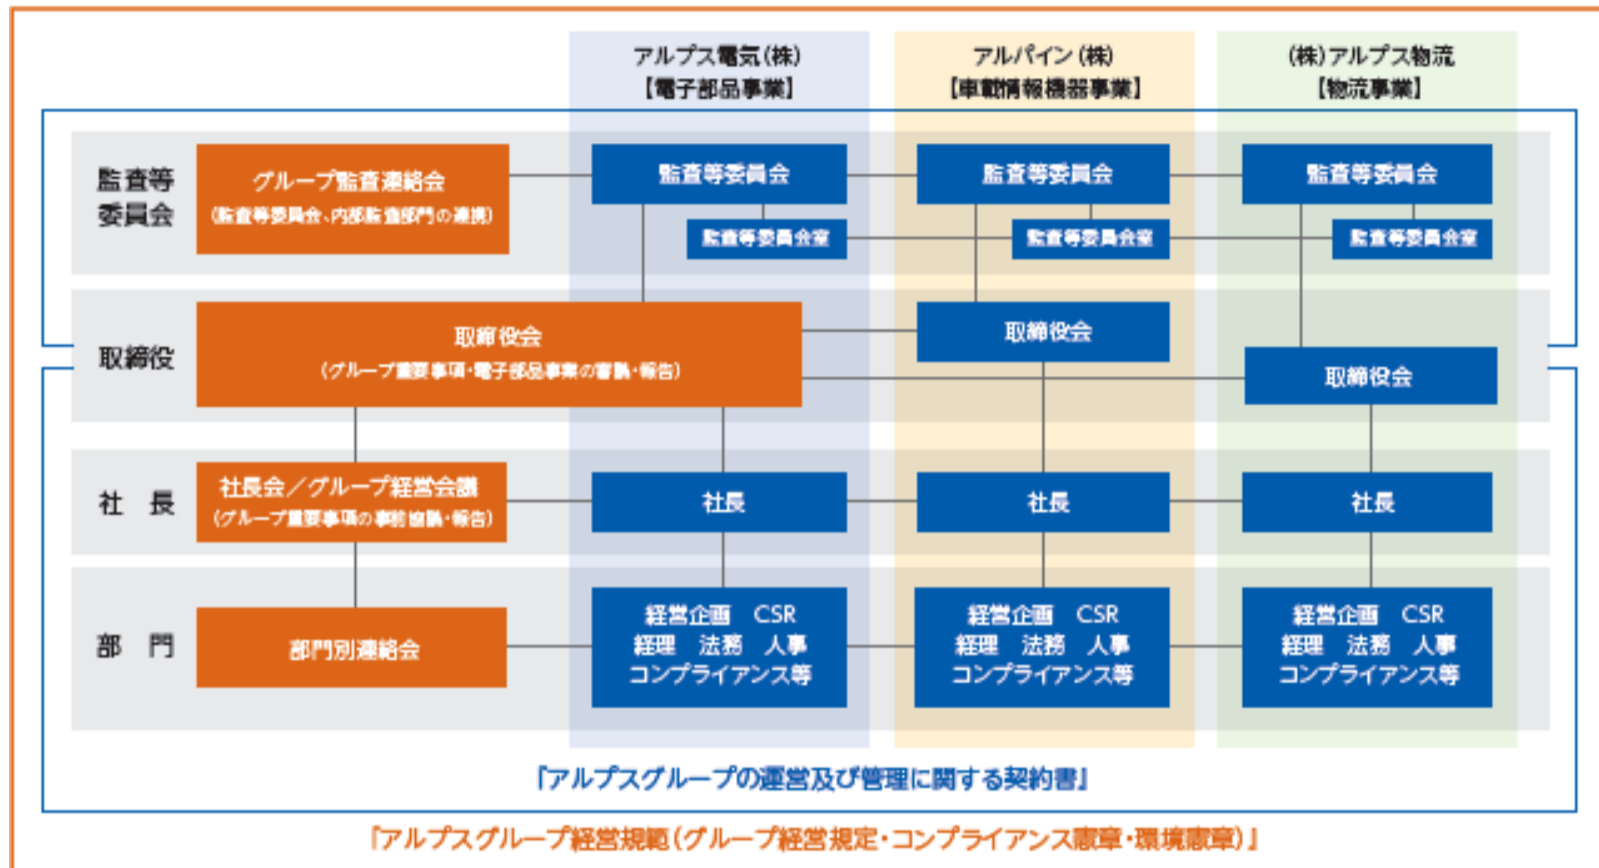 アルプス電気(株)
【電子部品事業】
アルパイン(株)
【車載情報機器事業】
(株)アルプス物流
【物流事業】
監査等
委員会
グループ監査連絡会
(監査等委員会、内部監査部門の連携)
監査等委員会
監査等委員会
監査等委員会
監査等委員会室
監査等委員会室
監査等委員会室
取締役
取締役会
(グループ重要事項・電子部品事業の審議・報告)
取締役会
取締役会
社 長
社長会/グループ経営会議
(グループ重要事項の事前協議・報告)
社長
社長
社長
部 門
部門別連絡会
経営企画 CSR
経理 法務 人事
コンプライアンス等
経営企画 CSR
経理 法務 人事
コンプライアンス等
経営企画 CSR
経理 法務 人事
コンプライアンス等
『アルプスグループの運営及び管理に関する契約書』
『アルプスグループ経営規範(グループ経営規定・コンプライアンス憲章・環境憲章)』